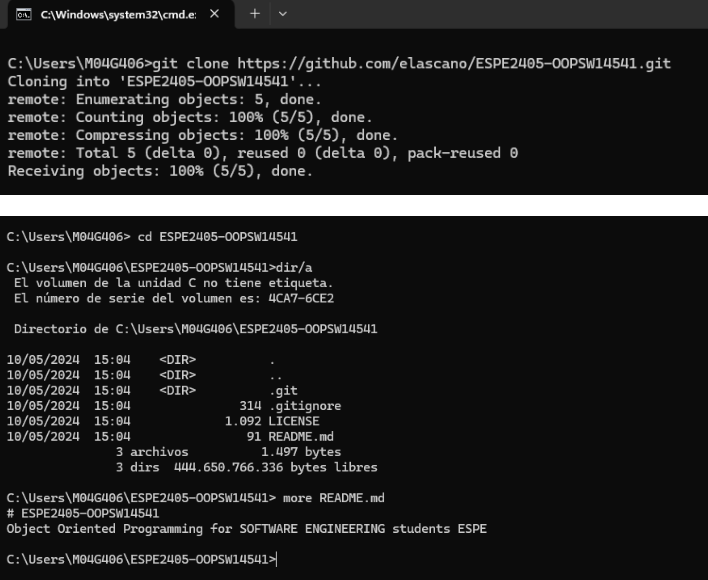 C:\Windows\system32\cmd.e:
C:\Users\M04G406>git clone https://github.com/elascano/ESPE2405-OOPSW14541.git
Cloning into 'ESPE2405-OOPSW14541'...
remote: Enumerating objects: 5, done.
remote: Counting objects: 100% (5/5), done.
remote: Compressing objects: 100% (5/5), done.
remote: Total 5 (delta 0), reused 0 (delta 0), pack-reused 0
Receiving objects: 100% (5/5), done.
C:\Users\M04G406> cd ESPE2405-OOPSW14541
C:\Users\M04G406\ESPE2405-OOPSW14541>dir/a
El volumen de la unidad C no tiene etiqueta.
El número de serie del volumen es: 4CA7-6CE2
Directorio de C:\Users\M04G406\ESPE2405-OOPSW14541
10/05/2024  15:04    <DIR>          .
10/05/2024  15:04    <DIR>          ..
10/05/2024  15:04    <DIR>          .git
10/05/2024  15:04               314 .gitignore
10/05/2024  15:04             1.092 LICENSE
10/05/2024  15:04                91 README.md
3 archivos          1.497 bytes
3 dirs  444.650.766.336 bytes libres
C:\Users\M04G406\ESPE2405-OOPSW14541> more README.md
# ESPE2405-OOPSW14541
Object Oriented Programming for SOFTWARE ENGINEERING students ESPE
C:\Users\M04G406\ESPE2405-OOPSW14541>